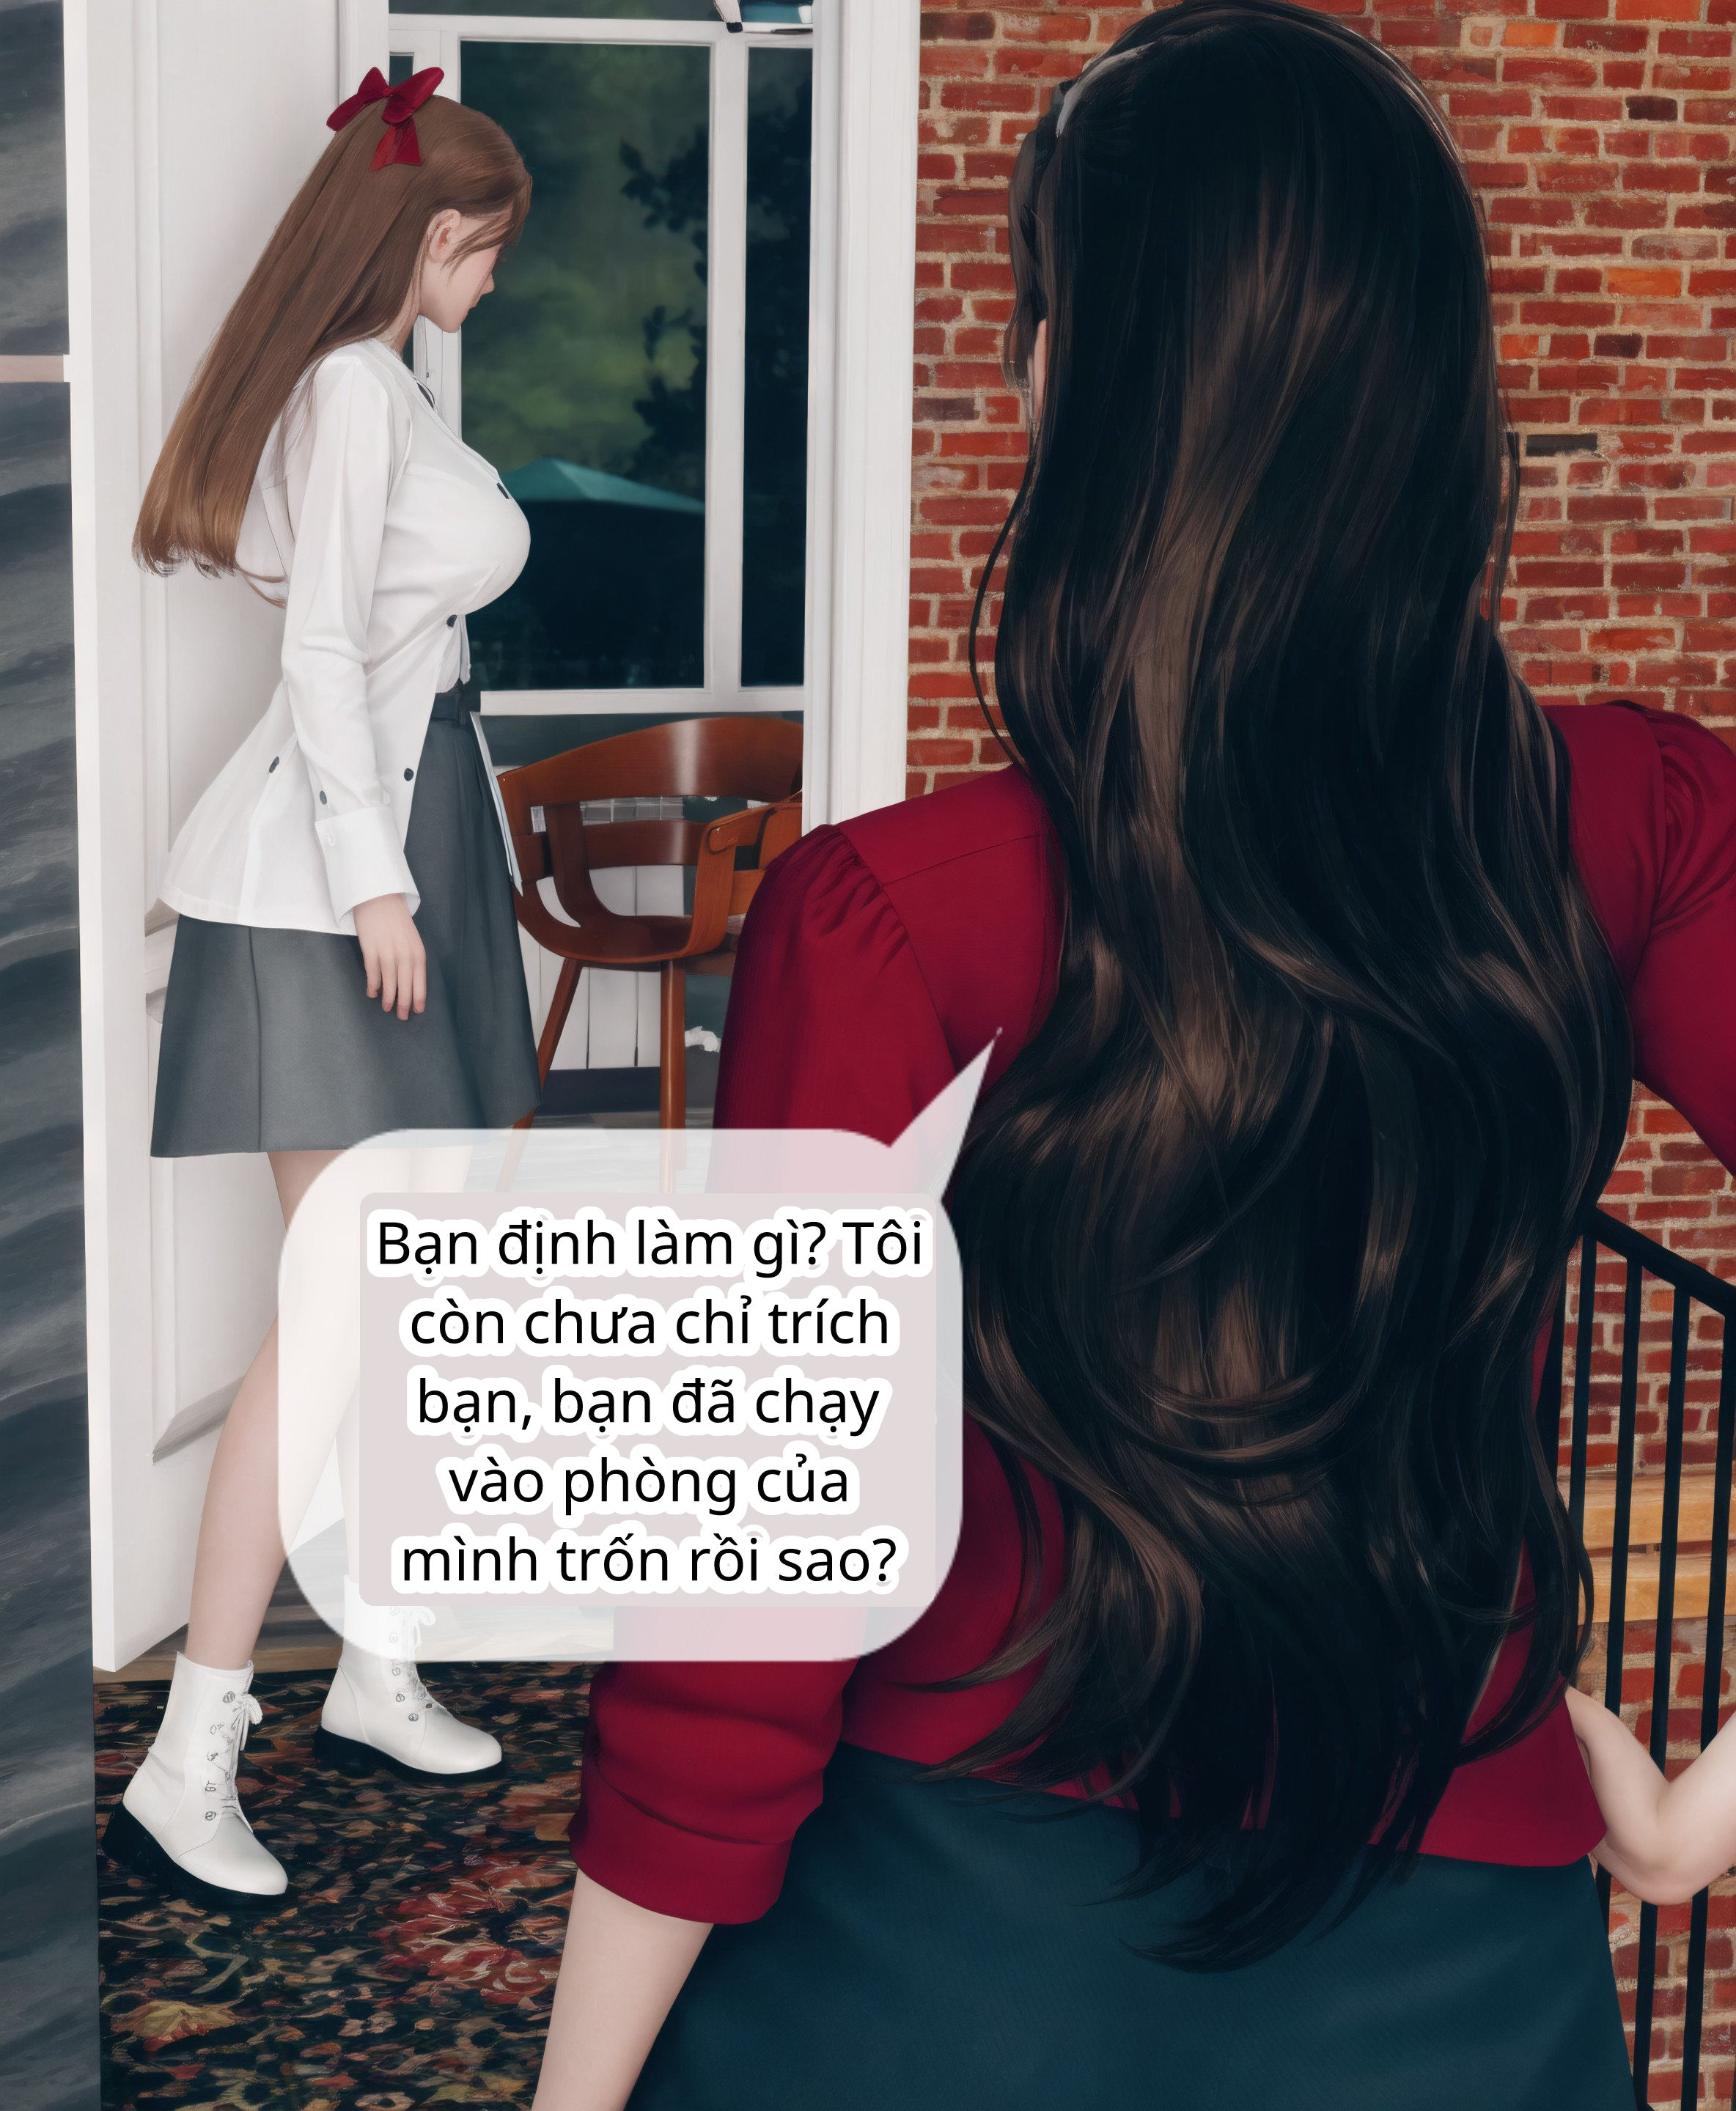 Bạn định làm gì? Tôi
còn chưa chỉ trích
bạn, bạn đã chạy
vào phòng của
mình trốn rồi sao?